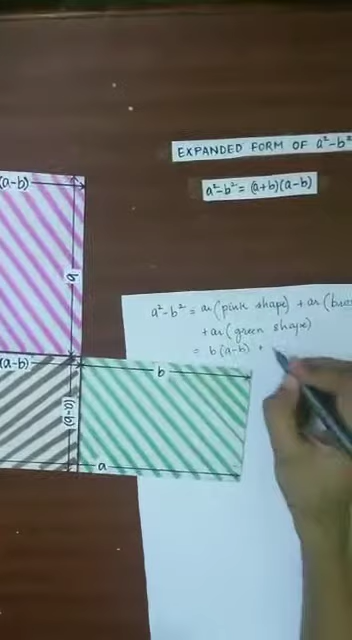 EXPANDED FORM OF a²-b²
a²-b² = (a+b)(a-b)
(a-b)
a
a²-b² = ar(pink shape) + ar(
+ ar(green shape)
= b(a-b) +
(a-b)
b
(a-b)
a